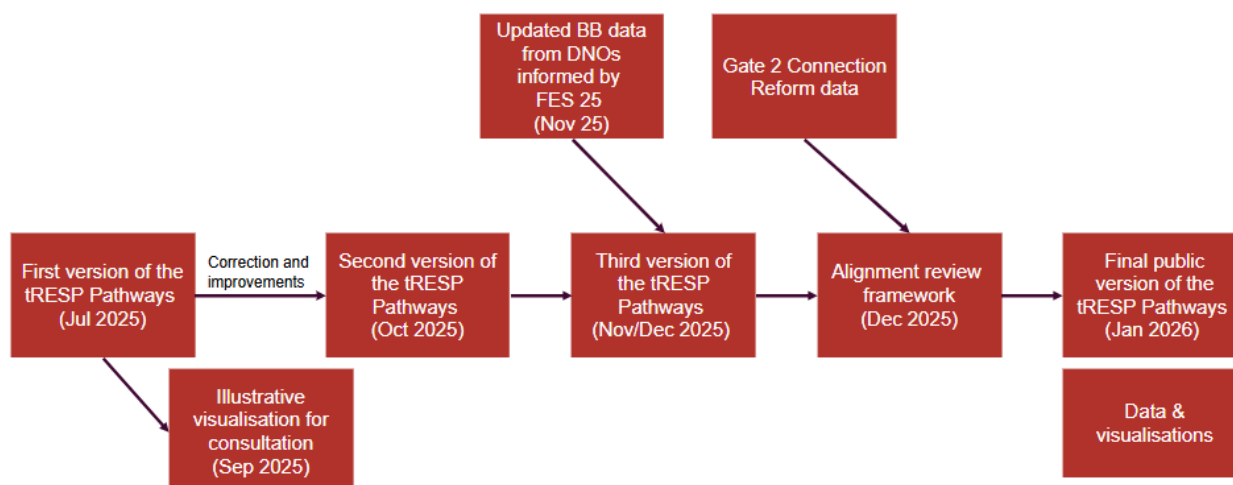 Updated BB data
from DNOs
informed by
FES 25
(Nov 25)
Gate 2 Connection
Reform data
First version of the
tRESP Pathways
(Jul 2025)
Correction and
improvements
Second version of
the tRESP
Pathways
(Oct 2025)
Third version of
the tRESP
Pathways
(Nov/Dec 2025)
Alignment review
framework
(Dec 2025)
Final public
version of the
tRESP Pathways
(Jan 2026)
Illustrative
visualisation for
consultation
(Sep 2025)
Data &
visualisations